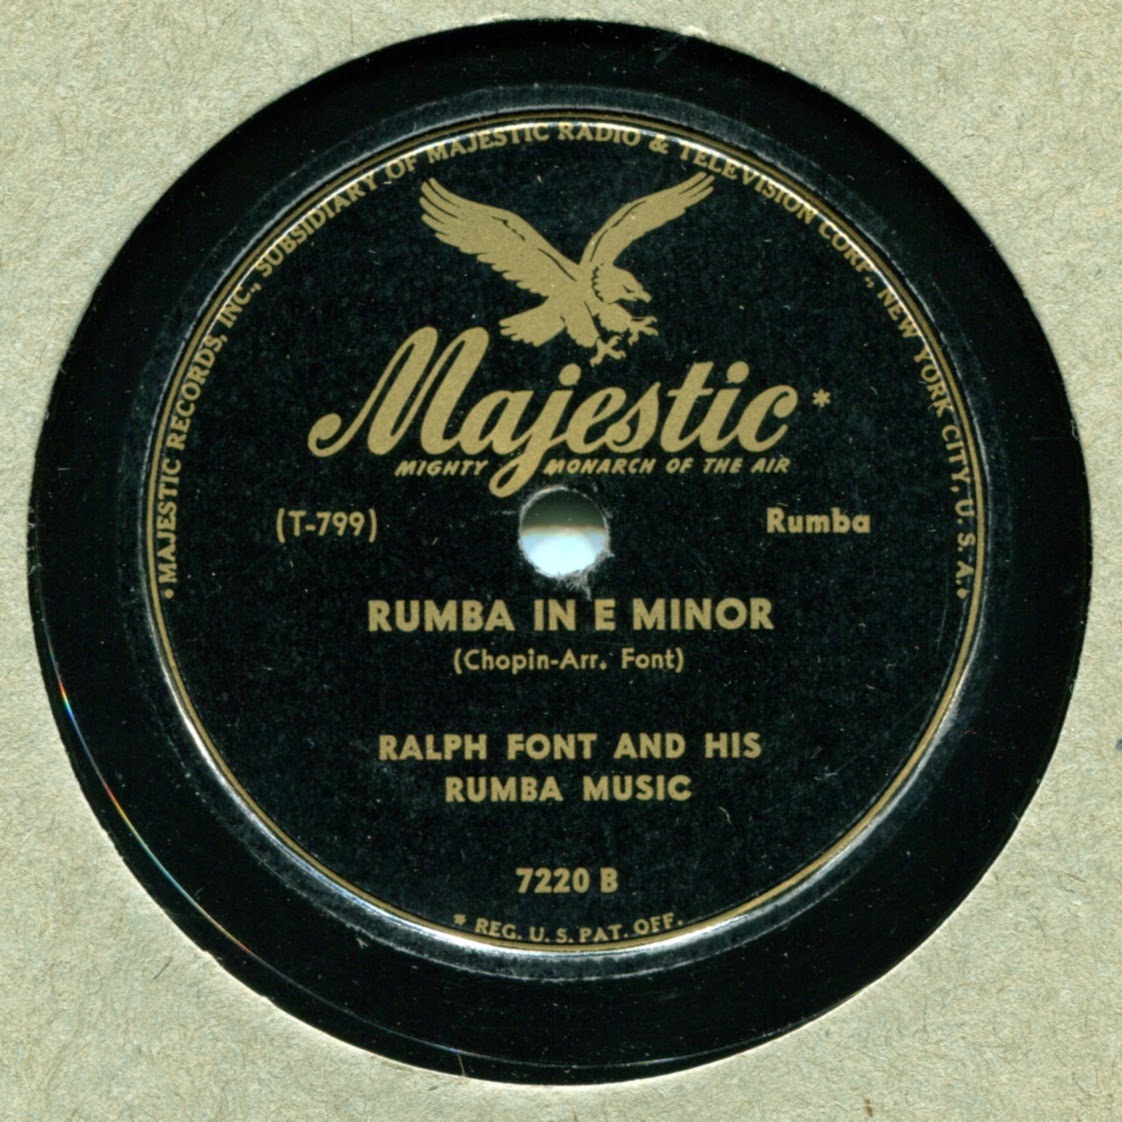 •MAJESTIC RECORDS, INC., SUBSIDIARY OF MAJESTIC RADIO & TELEVISION CORP., NEW YORK CITY, U. S. A.•
Majestic*
MIGHTY MONARCH OF THE AIR
(T-799)
Rumba
RUMBA IN E MINOR
(Chopin-Arr. Font)
RALPH FONT AND HIS
RUMBA MUSIC
7220 B
* REG. U. S. PAT. OFF.